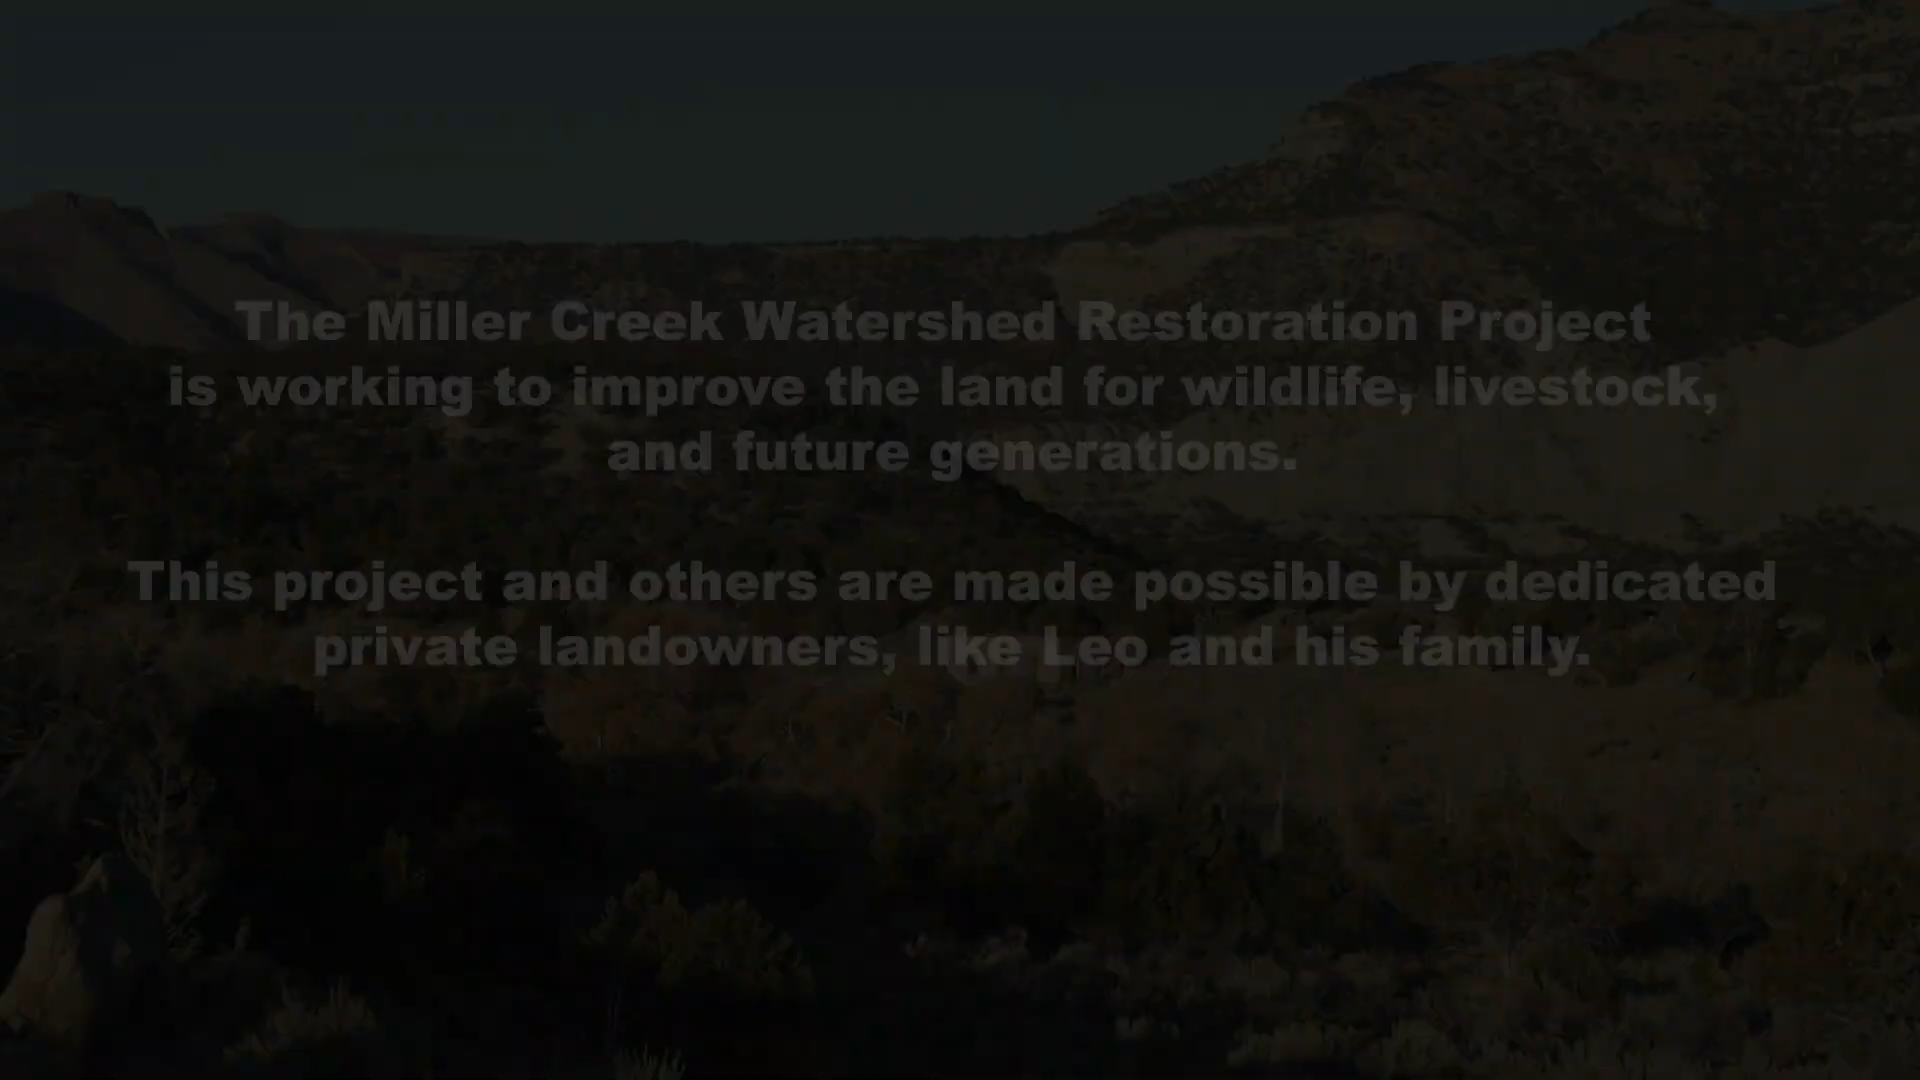 The Miller Creek Watershed Restoration Project
is working to improve the land for wildlife, livestock,
and future generations.
This project and others are made possible by dedicated
private landowners, like Leo and his family.